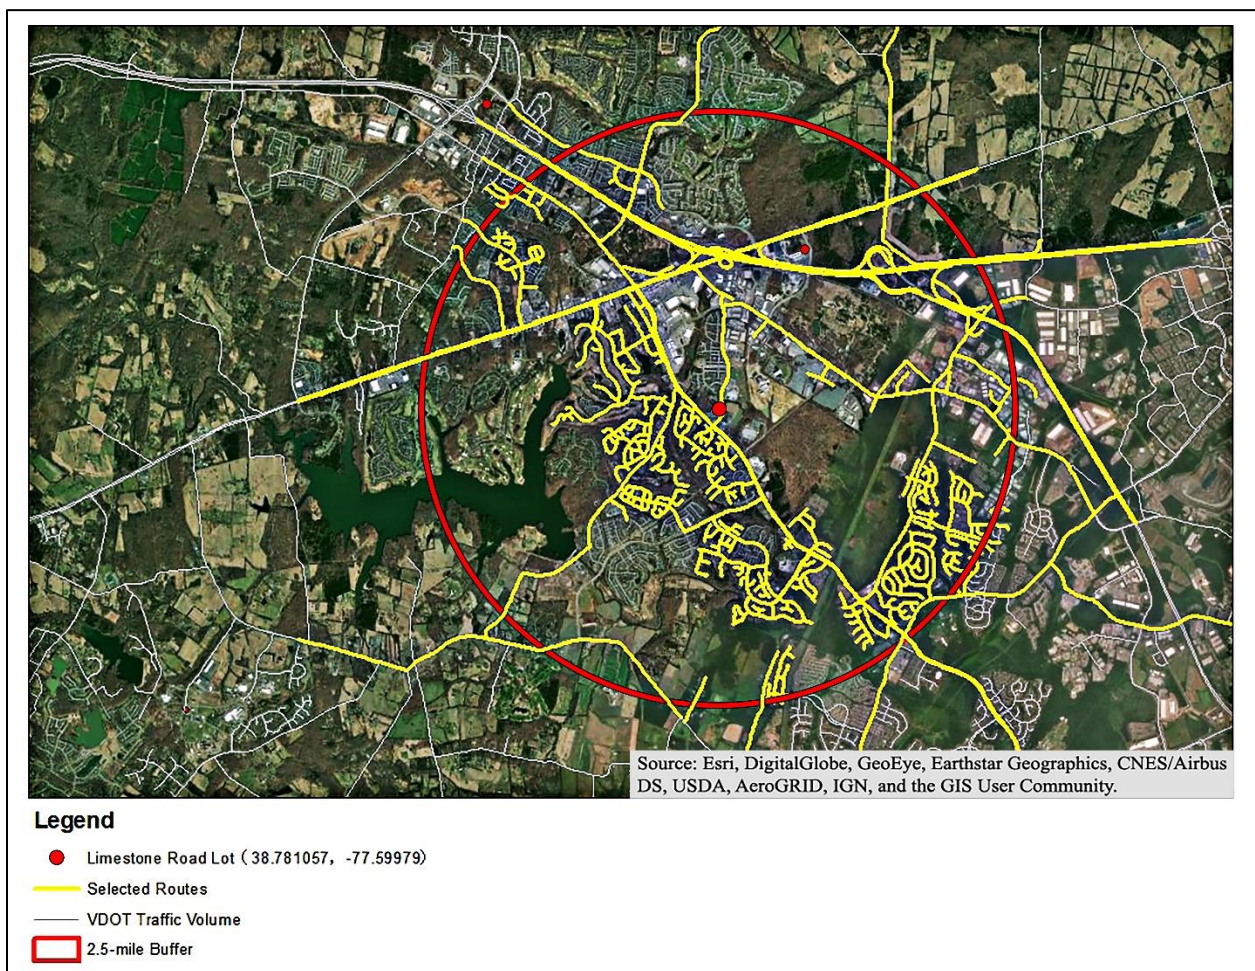 Source: Esri, DigitalGlobe, GeoEye, Earthstar Geographics, CNES/Airbus
DS, USDA, AeroGRID, IGN, and the GIS User Community.
Legend
Limestone Road Lot ( 38.781057, -77.59979)
Selected Routes
VDOT Traffic Volume
2.5-mile Buffer